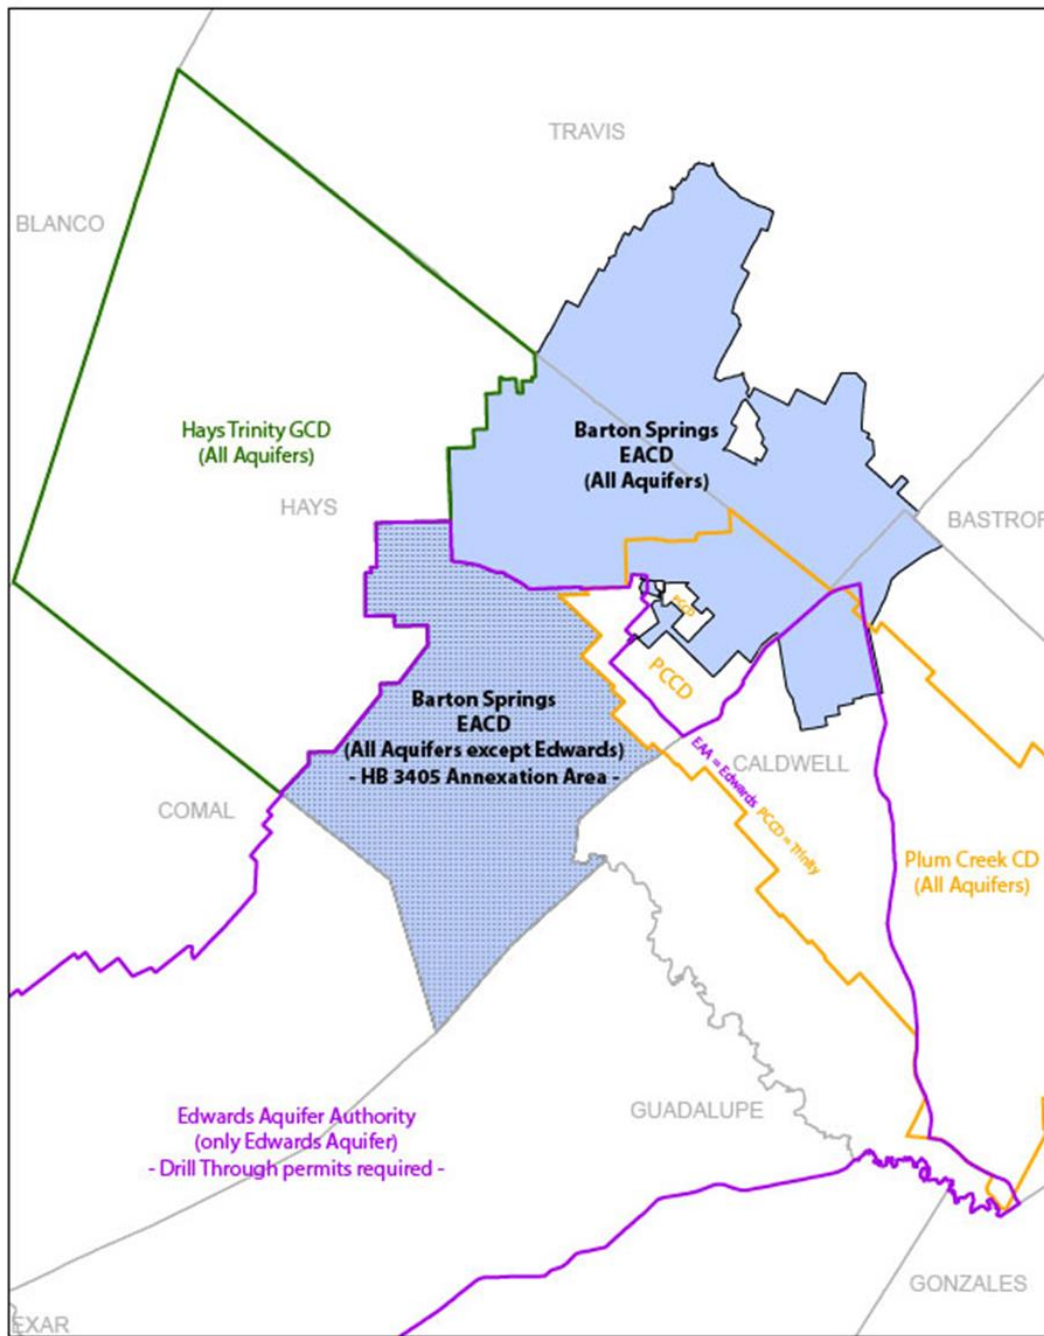 TRAVIS
BLANCO
Hays Trinity GCD
(All Aquifers)
HAYS
Barton Springs
EACD
(All Aquifers)
BASTROP
PCCD
PCCD
Barton Springs
EACD
(All Aquifers except Edwards)
- HB 3405 Annexation Area -
EAA = Edwards PCCD = Trinity
CALDWELL
COMAL
Plum Creek CD
(All Aquifers)
Edwards Aquifer Authority
(only Edwards Aquifer)
- Drill Through permits required -
GUADALUPE
GONZALES
EXAR